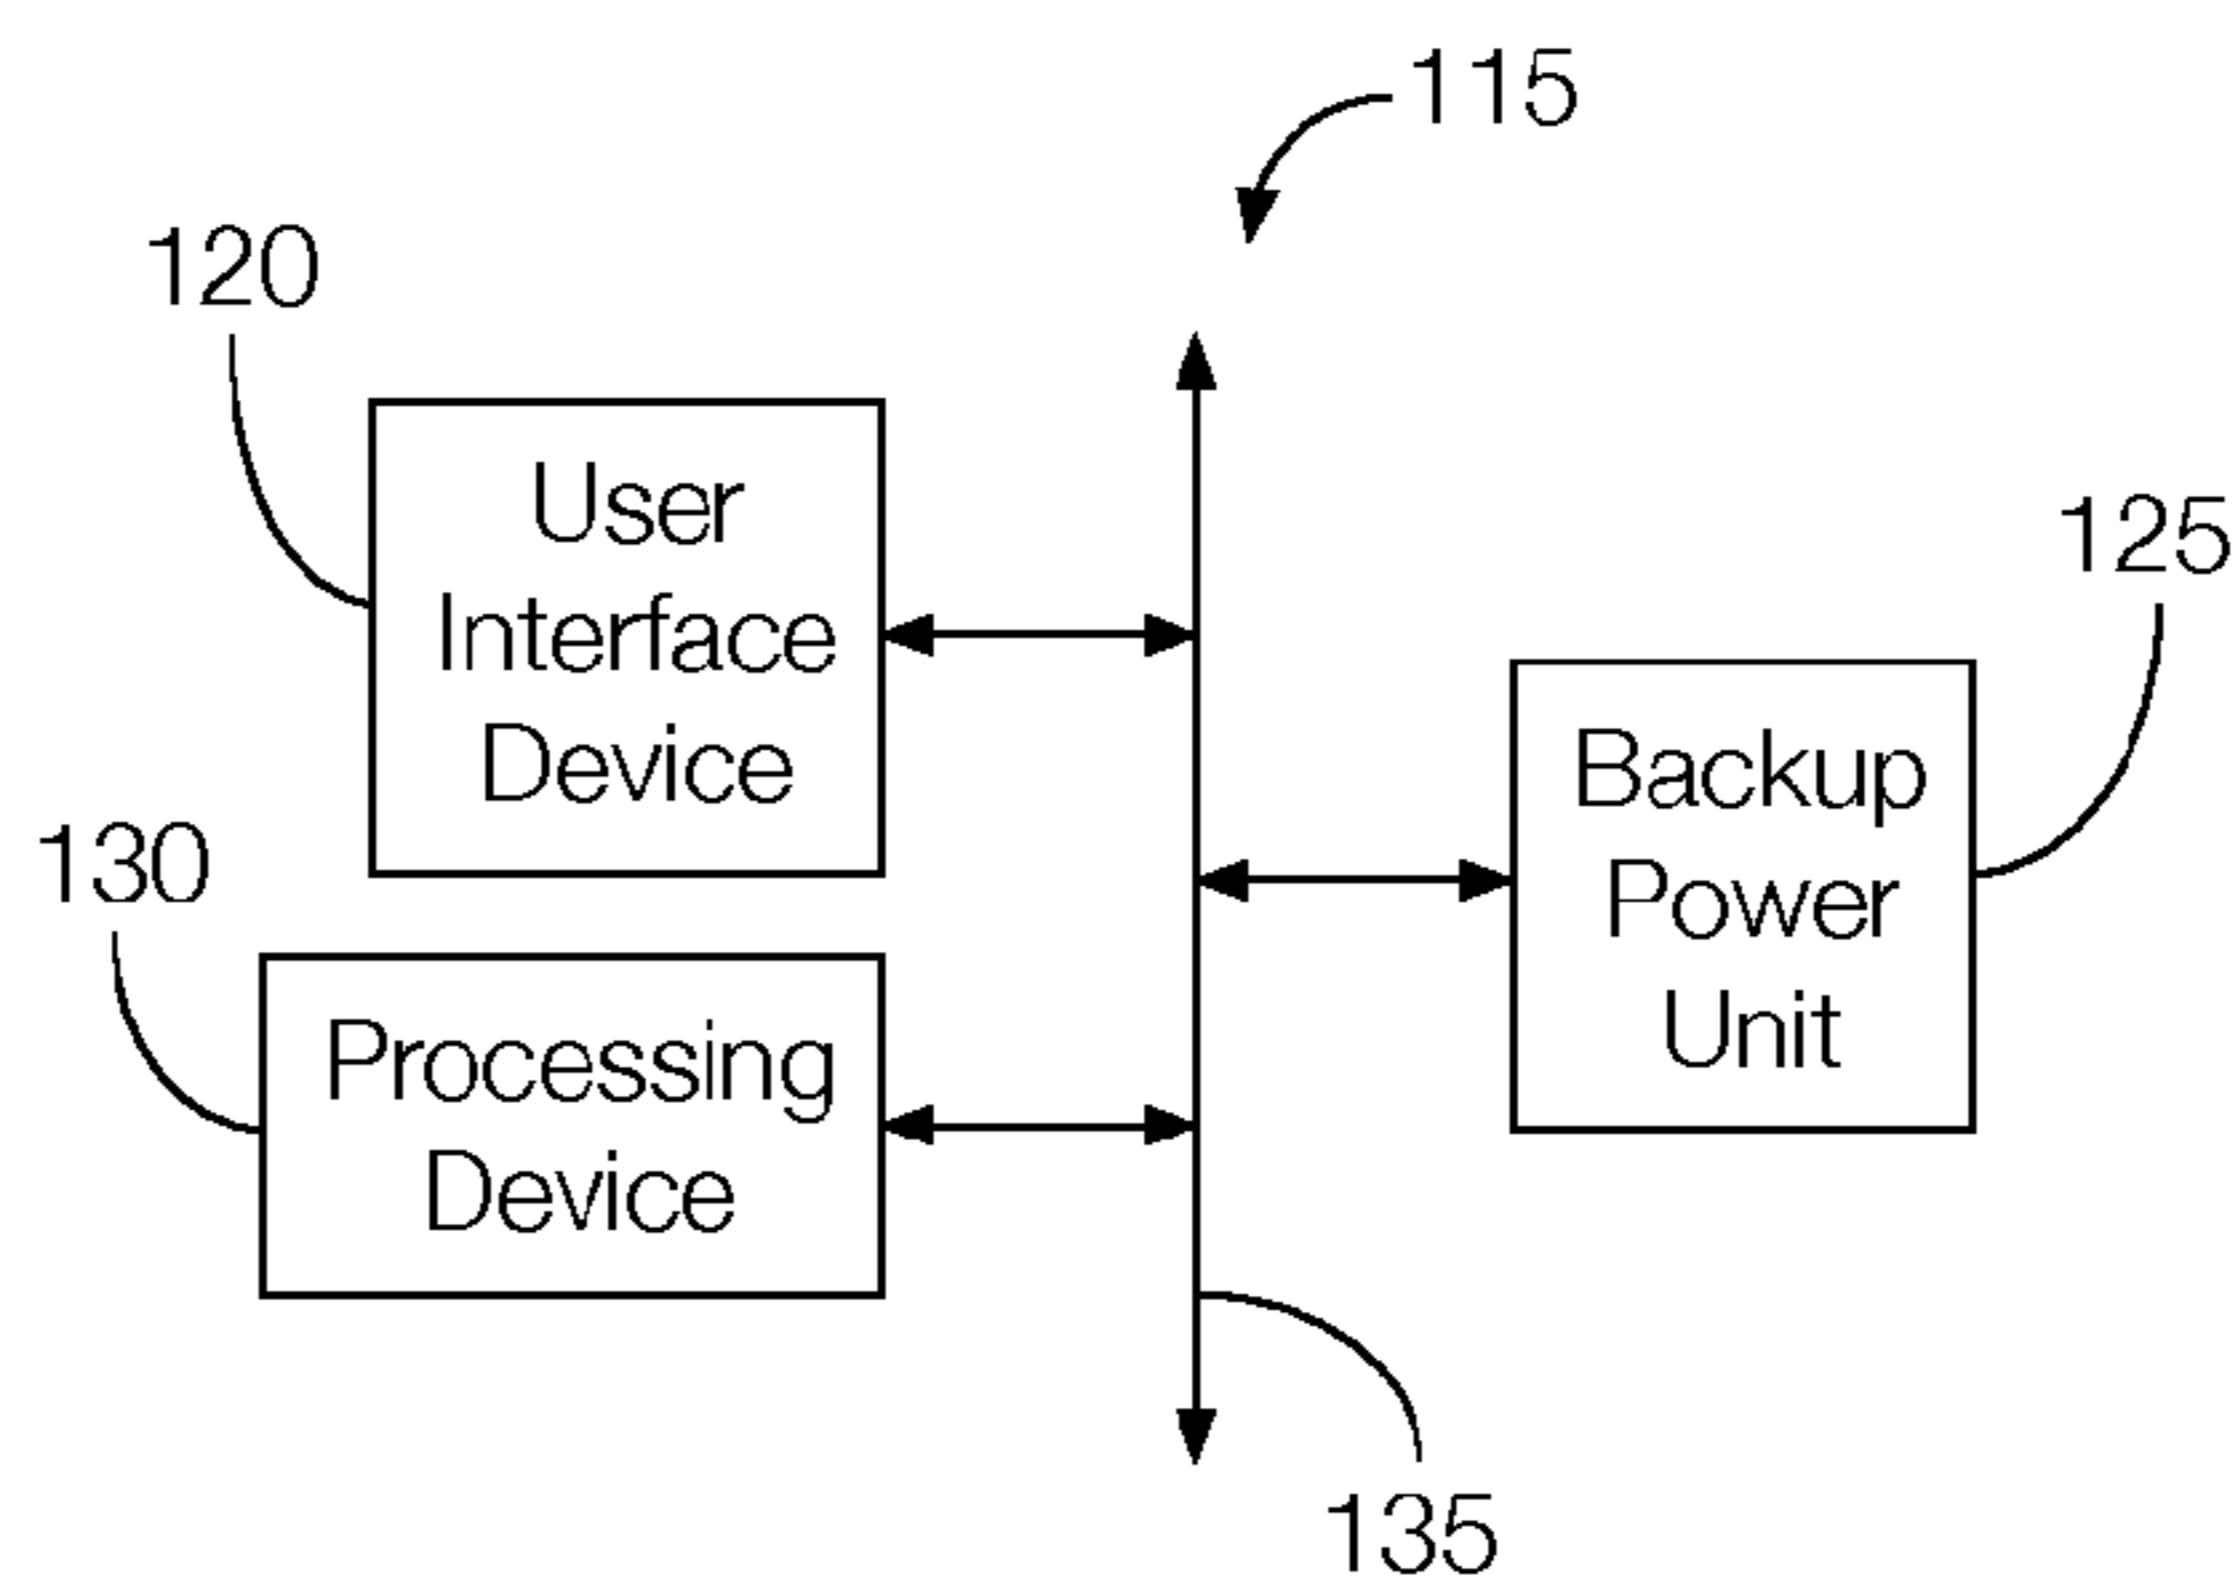 115
120
User
Interface
Device
125
Backup
Power
Unit
130
Processing
Device
135